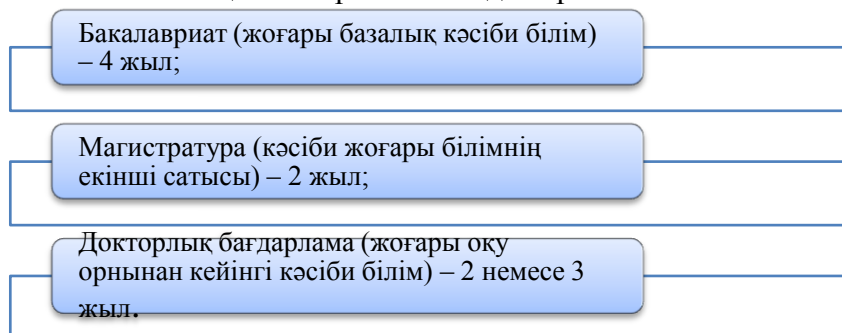 Бакалавриат (жоғары базалық кәсіби білім)
– 4 жыл;
Магистратура (кәсіби жоғары білімнің
екінші сатысы) – 2 жыл;
Докторлық бағдарлама (жоғары оқу
орнынан кейінгі кәсіби білім) – 2 немесе 3
жыл.